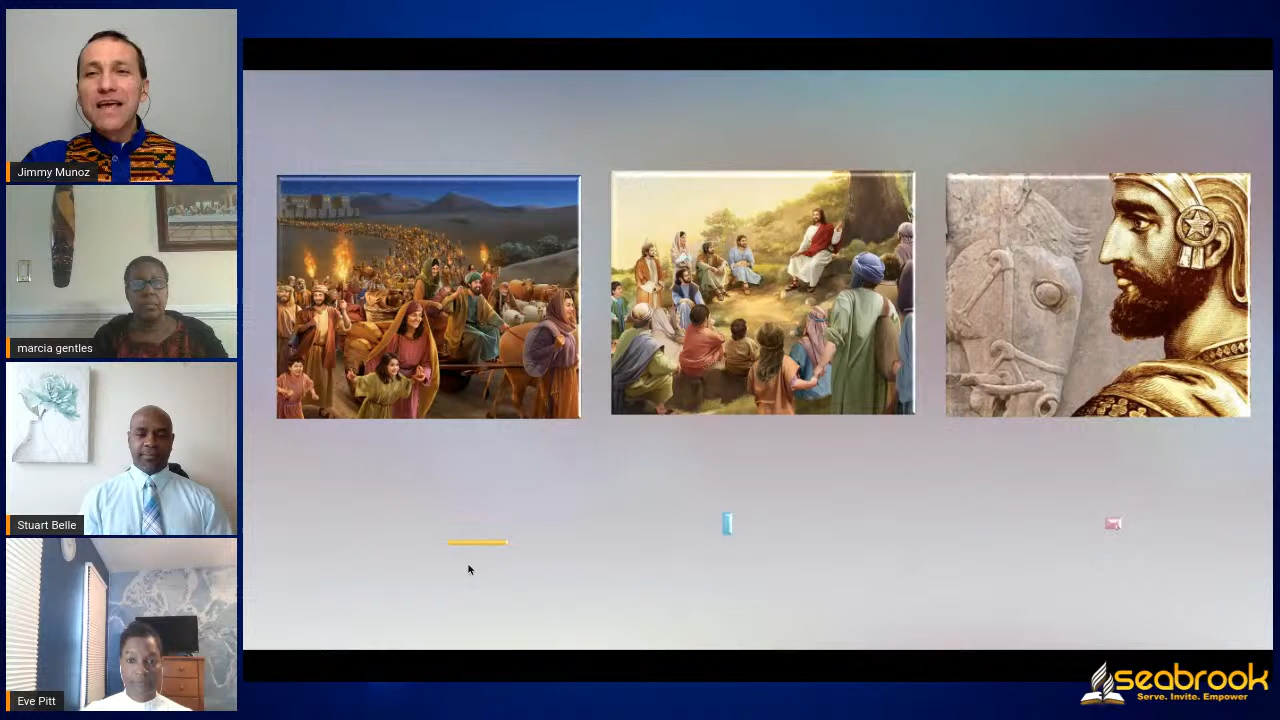 Jimmy Munoz
marcia gentles
Stuart Belle
Eve Pitt
seabrook
Serve. Invite. Empower